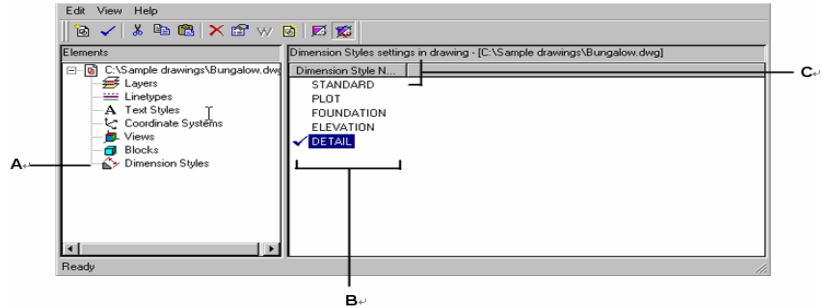 Edit View Help
Elements
Dimension Styles settings in drawing - [C:\Sample drawings\Bungalow.dwg]
C:\Sample drawings\Bungalow.dwg
Layers
Linetypes
A Text Styles
Coordinate Systems
Views
Blocks
Dimension Styles
Dimension Style N...
STANDARD
PLOT
FOUNDATION
ELEVATION
DETAIL
C
A
B
Ready